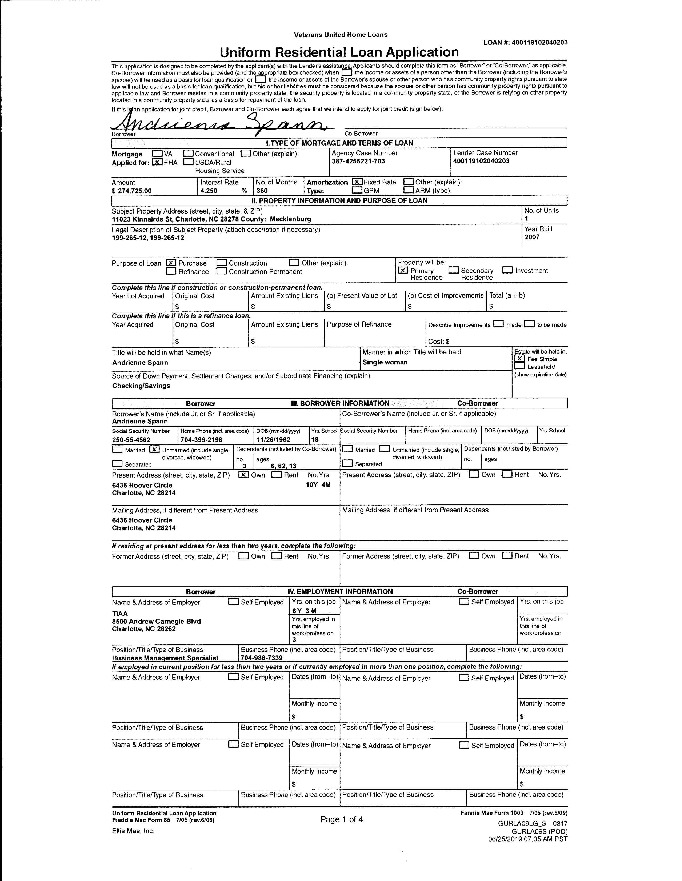 Veterans United Home Loans
LOAN #: 400119102040203
Uniform Residential Loan Application
This application is designed to be completed by the applicant(s) with the Lender's assistance. Applicants should complete this form as "Borrower" or "Co-Borrower," as applicable.
Co-Borrower information must also be provided (and the appropriate box checked) when the income or assets of a person other than the Borrower (including the Borrower's
spouse) will be used as a basis for loan qualification or the income or assets of the Borrower's spouse or other person who has community property rights pursuant to
law will not be used as a basis for loan qualification, but his or her liabilities must be considered because the spouse or other person has community property rights pursuant to
applicable law and Borrower resides in a community property state, the security property is located in a community property state, or the Borrower is relying on other property
located in a community property state as a basis for repayment of the loan.
If this is an application for joint credit, Borrower and Co-Borrower each agree that we intend to apply for joint credit (sign below):
Andrienne Spann
Borrower Co-Borrower
I. TYPE OF MORTGAGE AND TERMS OF LOAN
Mortgage VA Conventional Other (explain) Agency Case Number Lender Case Number
Applied for: X FHA USDA/Rural 400119102040203
Housing Service
Amount Interest Rate No. of Months Amortization X Fixed Rate Other (explain)
$ 274,725.00 4.250 % 360 Type: GPM ARM (type)
II. PROPERTY INFORMATION AND PURPOSE OF LOAN
Subject Property Address (street, city, state, & ZIP) No. of Units
11023 Kinnairds St, Charlotte, NC 28278 County: Mecklenburg 1
Legal Description of Subject Property (attach description if necessary) Year Built
199-265-12, 199-265-12 2007
Purpose of Loan X Purchase Construction Other (explain) Property will be:
Refinance Construction-Permanent X Primary Residence Secondary Residence Investment
Complete this line if construction or construction-permanent loan.
Year Lot Acquired Original Cost Amount Existing Liens (a) Present Value of Lot (b) Cost of Improvements Total (a + b)
$ $ $ $ $
Complete this line if this is a refinance loan.
Year Acquired Original Cost Amount Existing Liens Purpose of Refinance Describe Improvements made to be made
$ $ Cost: $
Title will be held in what Name(s) Manner in which Title will be held Estate will be held in:
Andrienne Spann Single woman X Fee Simple
Leasehold
Source of Down Payment, Settlement Charges, and/or Subordinate Financing (explain) (show expiration date)
Checking/Savings
Borrower III. BORROWER INFORMATION Co-Borrower
Borrower's Name (include Jr. or Sr. if applicable) Co-Borrower's Name (include Jr. or Sr. if applicable)
Andrienne Spann
Social Security Number Home Phone (incl. area code) DOB (mm/dd/yyyy) Yrs. School Social Security Number Home Phone (incl. area code) DOB (mm/dd/yyyy) Yrs. School
250-55-4562 704-399-2196 11/26/1962 18
Married X Unmarried (include single, divorced, widowed) Dependents (not listed by Co-Borrower) Married Unmarried (include single, divorced, widowed) Dependents (not listed by Borrower)
Separated no. ages Separated no. ages
Present Address (street, city, state, ZIP) X Own Rent No. Yrs. Present Address (street, city, state, ZIP) Own Rent No. Yrs.
6436 Hoover Circle 10Y 4M
Charlotte, NC 28214
Mailing Address, if different from Present Address Mailing Address, if different from Present Address
6436 Hoover Circle
Charlotte, NC 28214
If residing at present address for less than two years, complete the following:
Former Address (street, city, state, ZIP) Own Rent No. Yrs. Former Address (street, city, state, ZIP) Own Rent No. Yrs.
Borrower IV. EMPLOYMENT INFORMATION Co-Borrower
Name & Address of Employer Self Employed Yrs. on this job Name & Address of Employer Self Employed Yrs. on this job
TIAA 6Y 3M
8500 Andrew Carnegie Blvd Yrs. employed in this line of work/profession Yrs. employed in this line of work/profession
Charlotte, NC 28262 3
Position/Title/Type of Business Business Phone (incl. area code) Position/Title/Type of Business Business Phone (incl. area code)
Business Management Specialist 704-988-7339
If employed in current position for less than two years or if currently employed in more than one position, complete the following:
Name & Address of Employer Self Employed Dates (from–to) Name & Address of Employer Self Employed Dates (from–to)
Monthly Income Monthly Income
$ $
Position/Title/Type of Business Business Phone (incl. area code) Position/Title/Type of Business Business Phone (incl. area code)
Name & Address of Employer Self Employed Dates (from–to) Name & Address of Employer Self Employed Dates (from–to)
Monthly Income Monthly Income
$ $
Position/Title/Type of Business Business Phone (incl. area code) Position/Title/Type of Business Business Phone (incl. area code)
Uniform Residential Loan Application Fannie Mae Form 1003 7/05 (rev.6/09)
Freddie Mac Form 65 7/05 (rev.6/09) Page 1 of 4
Ellie Mae, Inc. GURLA09S (POD)
06/25/2019 07:35 AM PST